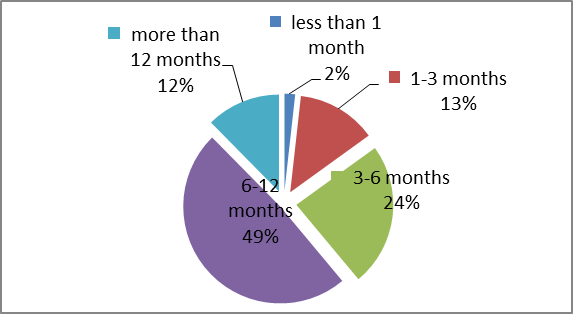 less than 1
month
2%
1-3 months
13%
3-6 months
24%
6-12
months
49%
more than
12 months
12%